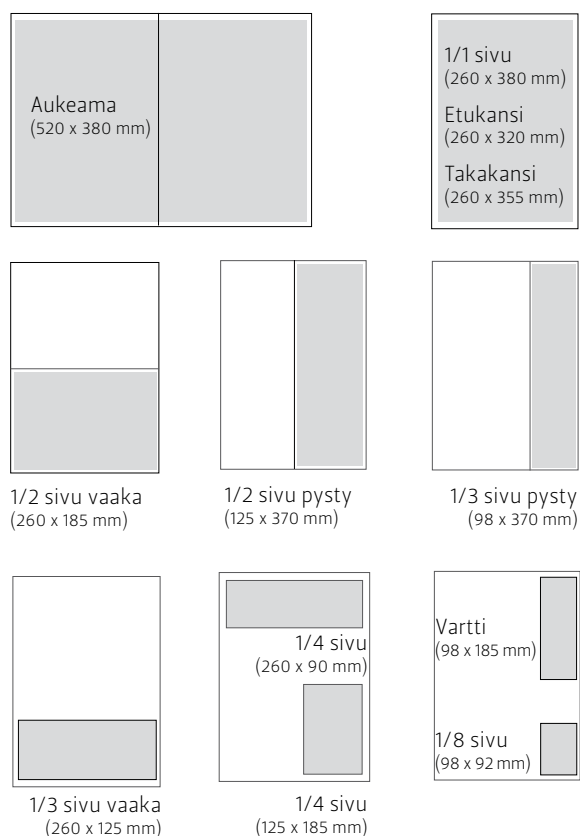 Aukeama
(520 x 380 mm)
1/1 sivu
(260 x 380 mm)
Etukansi
(260 x 320 mm)
Takakansi
(260 x 355 mm)
1/2 sivu vaaka
(260 x 185 mm)
1/2 sivu pysty
(125 x 370 mm)
1/3 sivu pysty
(98 x 370 mm)
1/3 sivu vaaka
(260 x 125 mm)
1/4 sivu
(260 x 90 mm)
1/4 sivu
(125 x 185 mm)
Vartti
(98 x 185 mm)
1/8 sivu
(98 x 92 mm)